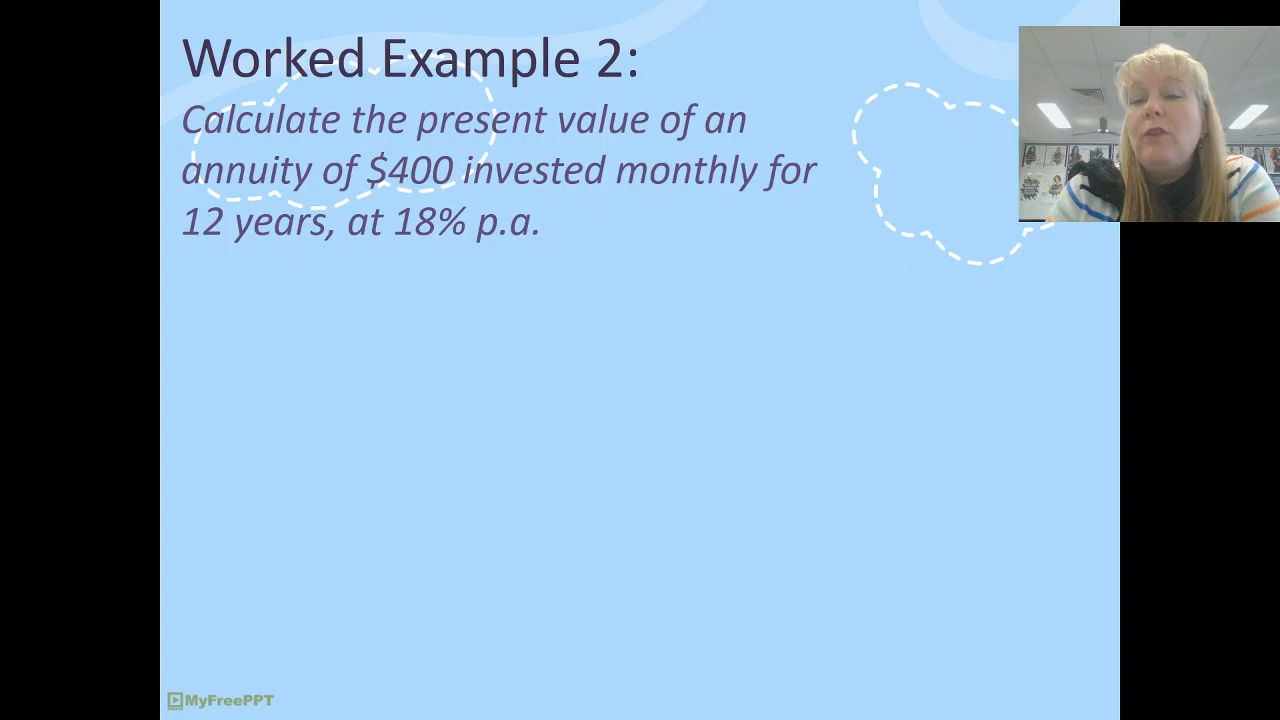 Worked Example 2:
Calculate the present value of an
annuity of $400 invested monthly for
12 years, at 18% p.a.
MyFreePPT